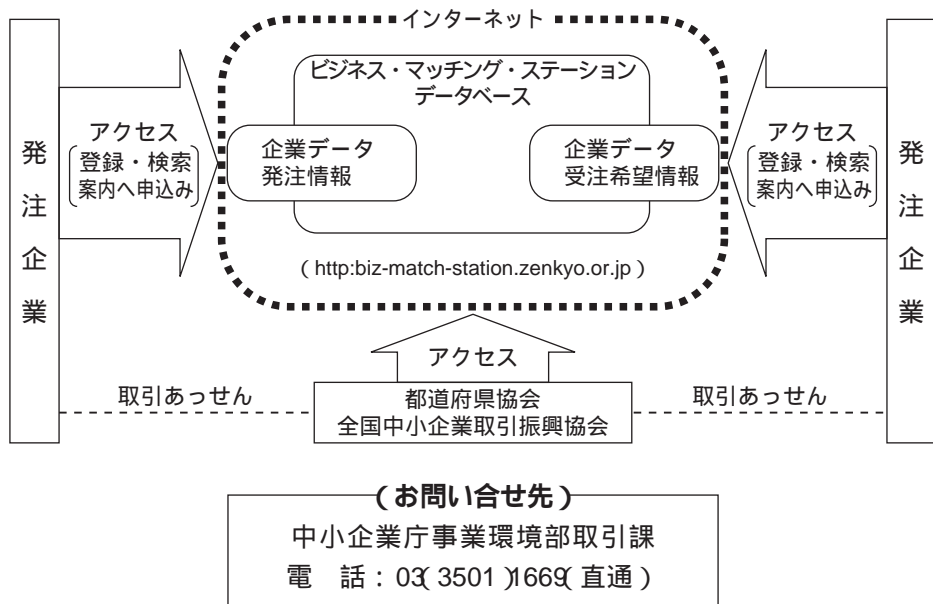 インターネット
ビジネス・マッチング・ステーション
データベース
発注企業
アクセス
登録・検索
案内へ申込み
企業データ
発注情報
企業データ
受注希望情報
アクセス
登録・検索
案内へ申込み
発注企業
(http:biz-match-station.zenkyo.or.jp)
アクセス
取引あっせん
都道府県協会
全国中小企業取引振興協会
取引あっせん
(お問い合せ先)
中小企業庁事業環境部取引課
電 話:03(3501)1669(直通)